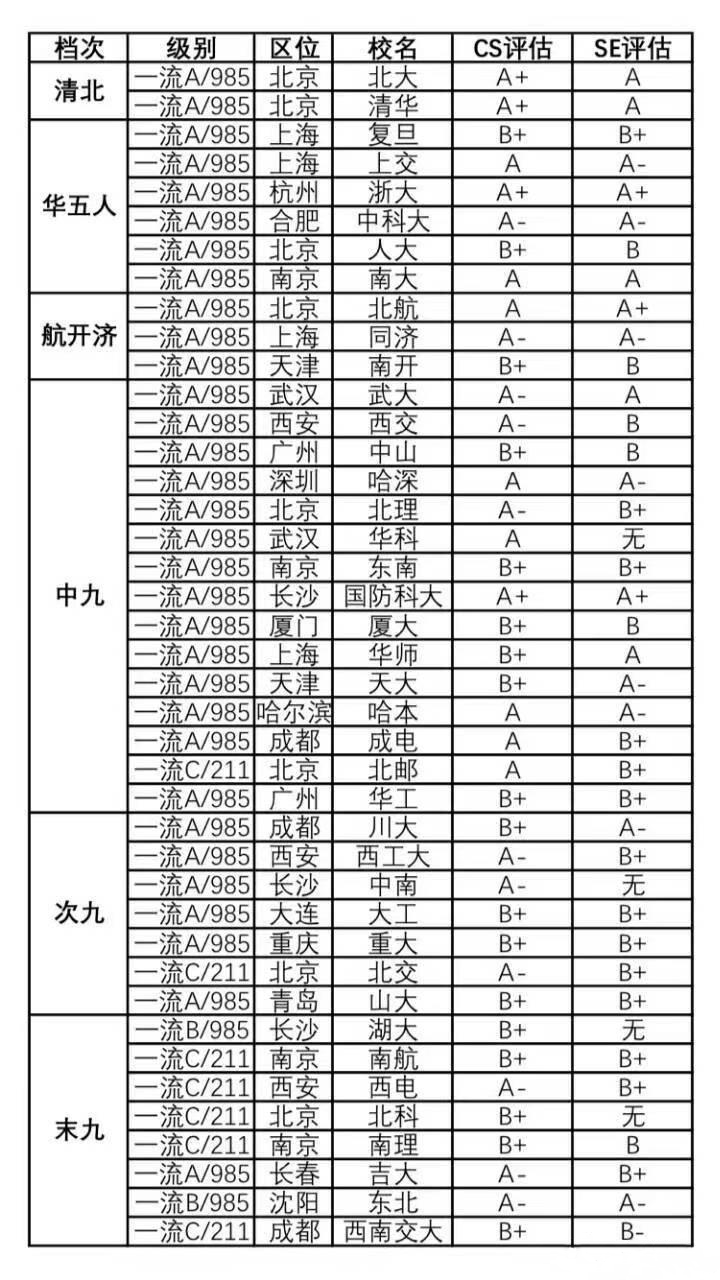 档次 级别 区位 校名 CS评估 SE评估
清北 一流A/985 北京 北大 A+ A
一流A/985 北京 清华 A+ A
华五人 一流A/985 上海 复旦 B+ B+
一流A/985 上海 上交 A A-
一流A/985 杭州 浙大 A+ A+
一流A/985 合肥 中科大 A- A-
一流A/985 北京 人大 B+ B
一流A/985 南京 南大 A A
航开济 一流A/985 北京 北航 A A+
一流A/985 上海 同济 A- A-
一流A/985 天津 南开 B+ B
中九 一流A/985 武汉 武大 A- A
一流A/985 西安 西交 A- B
一流A/985 广州 中山 B+ B
一流A/985 深圳 哈深 A A-
一流A/985 北京 北理 A- B+
一流A/985 武汉 华科 A 无
一流A/985 南京 东南 B+ B+
一流A/985 长沙 国防科大 A+ A+
一流A/985 厦门 厦大 B+ B
一流A/985 上海 华师 B+ A
一流A/985 天津 天大 B+ A-
一流A/985 哈尔滨 哈本 A A-
一流A/985 成都 成电 A B+
一流C/211 北京 北邮 A B+
一流A/985 广州 华工 B+ B+
次九 一流A/985 成都 川大 B+ A-
一流A/985 西安 西工大 A- B+
一流A/985 长沙 中南 A- 无
一流A/985 大连 大工 B+ B+
一流A/985 重庆 重大 B+ B+
一流C/211 北京 北交 A- B+
一流A/985 青岛 山大 B+ B+
末九 一流B/985 长沙 湖大 B+ 无
一流C/211 南京 南航 B+ B+
一流C/211 西安 西电 A- B+
一流C/211 北京 北科 B+ 无
一流C/211 南京 南理 B+ B
一流A/985 长春 吉大 A- B+
一流B/985 沈阳 东北 A- A-
一流C/211 成都 西南交大 B+ B-